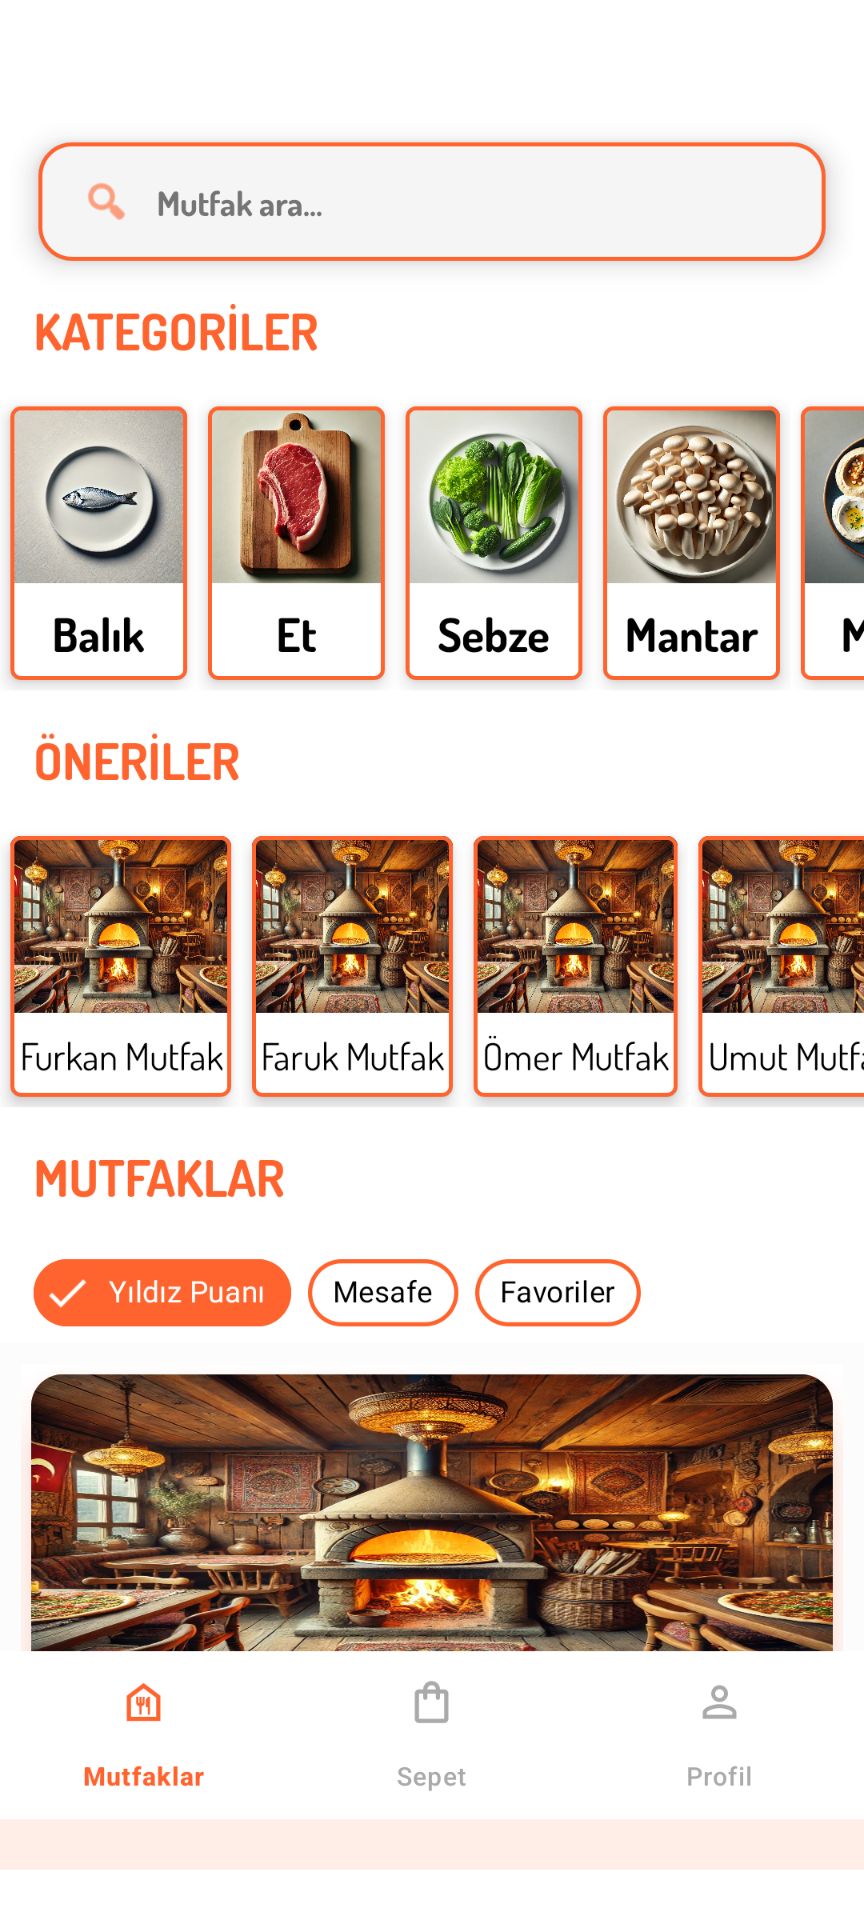 Mutfak ara...
KATEGORİLER
Balık
Et
Sebze
Mantar
ÖNERİLER
Furkan Mutfak
Faruk Mutfak
Ömer Mutfak
Umut
MUTFAKLAR
Yıldız Puanı
Mesafe
Favoriler
Mutfaklar
Sepet
Profil